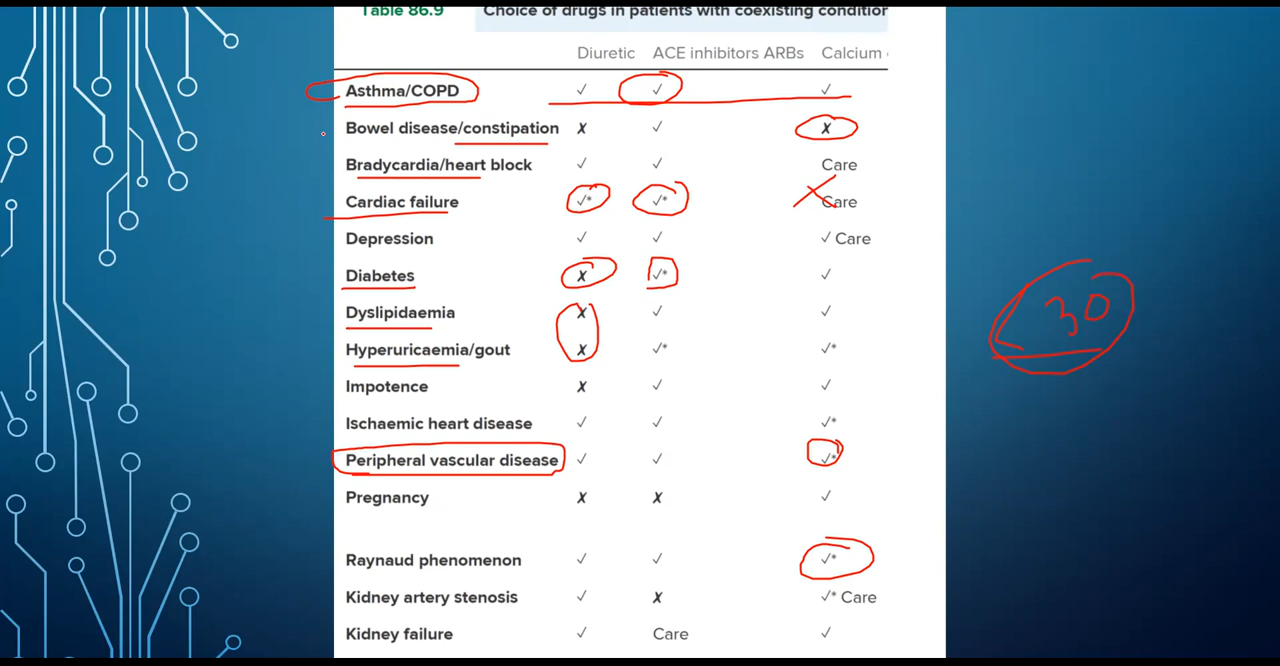 Table 86.9 Choice of drugs in patients with coexisting condition
Diuretic ACE inhibitors ARBs Calcium
Asthma/COPD ✓ ✓ ✓
Bowel disease/constipation ✗ ✓ ✗
Bradycardia/heart block ✓ ✓ Care
Cardiac failure ✓* ✓* Care
Depression ✓ ✓ ✓ Care
Diabetes ✗ ✓* ✓
Dyslipidaemia ✗ ✓ ✓
Hyperuricaemia/gout ✗ ✓* ✓*
30
Impotence ✗ ✓ ✓
Ischaemic heart disease ✓ ✓ ✓*
Peripheral vascular disease ✓ ✓ ✓*
Pregnancy ✗ ✗ ✓
Raynaud phenomenon ✓ ✓ ✓*
Kidney artery stenosis ✓ ✗ ✓* Care
Kidney failure ✓ Care ✓